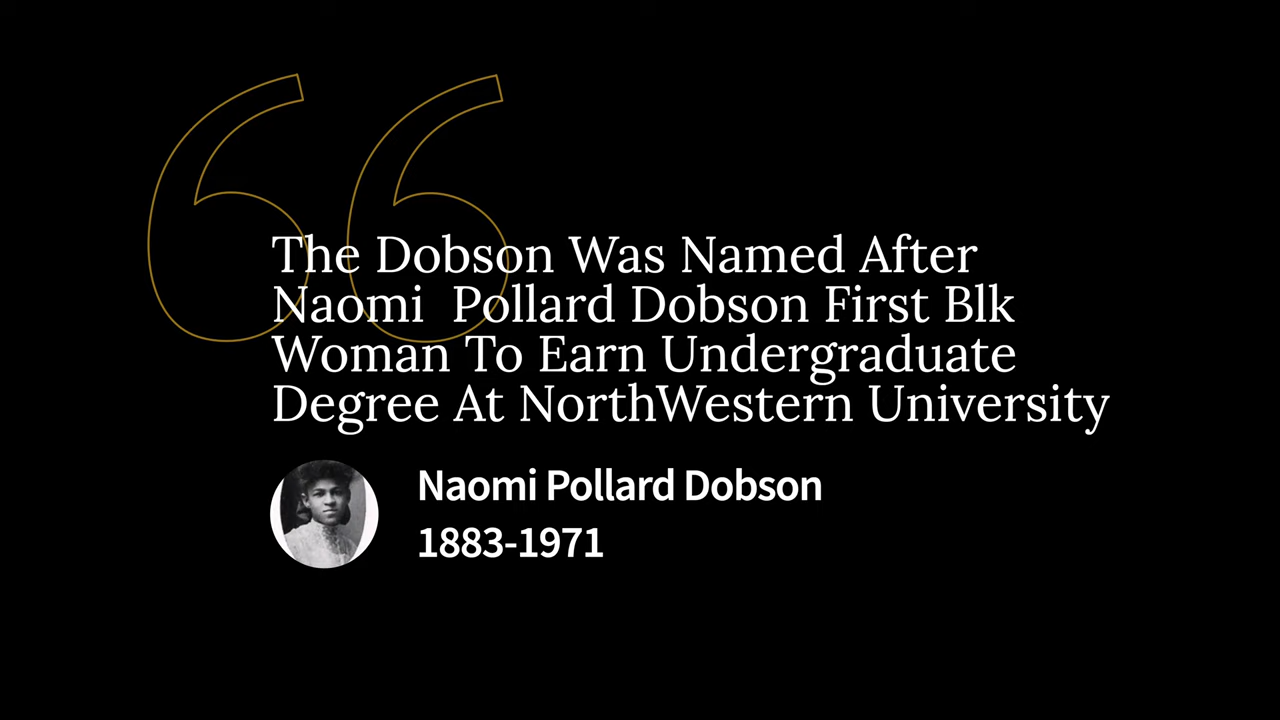 The Dobson Was Named After
Naomi  Pollard Dobson First Blk
Woman To Earn Undergraduate
Degree At NorthWestern University
Naomi Pollard Dobson
1883-1971